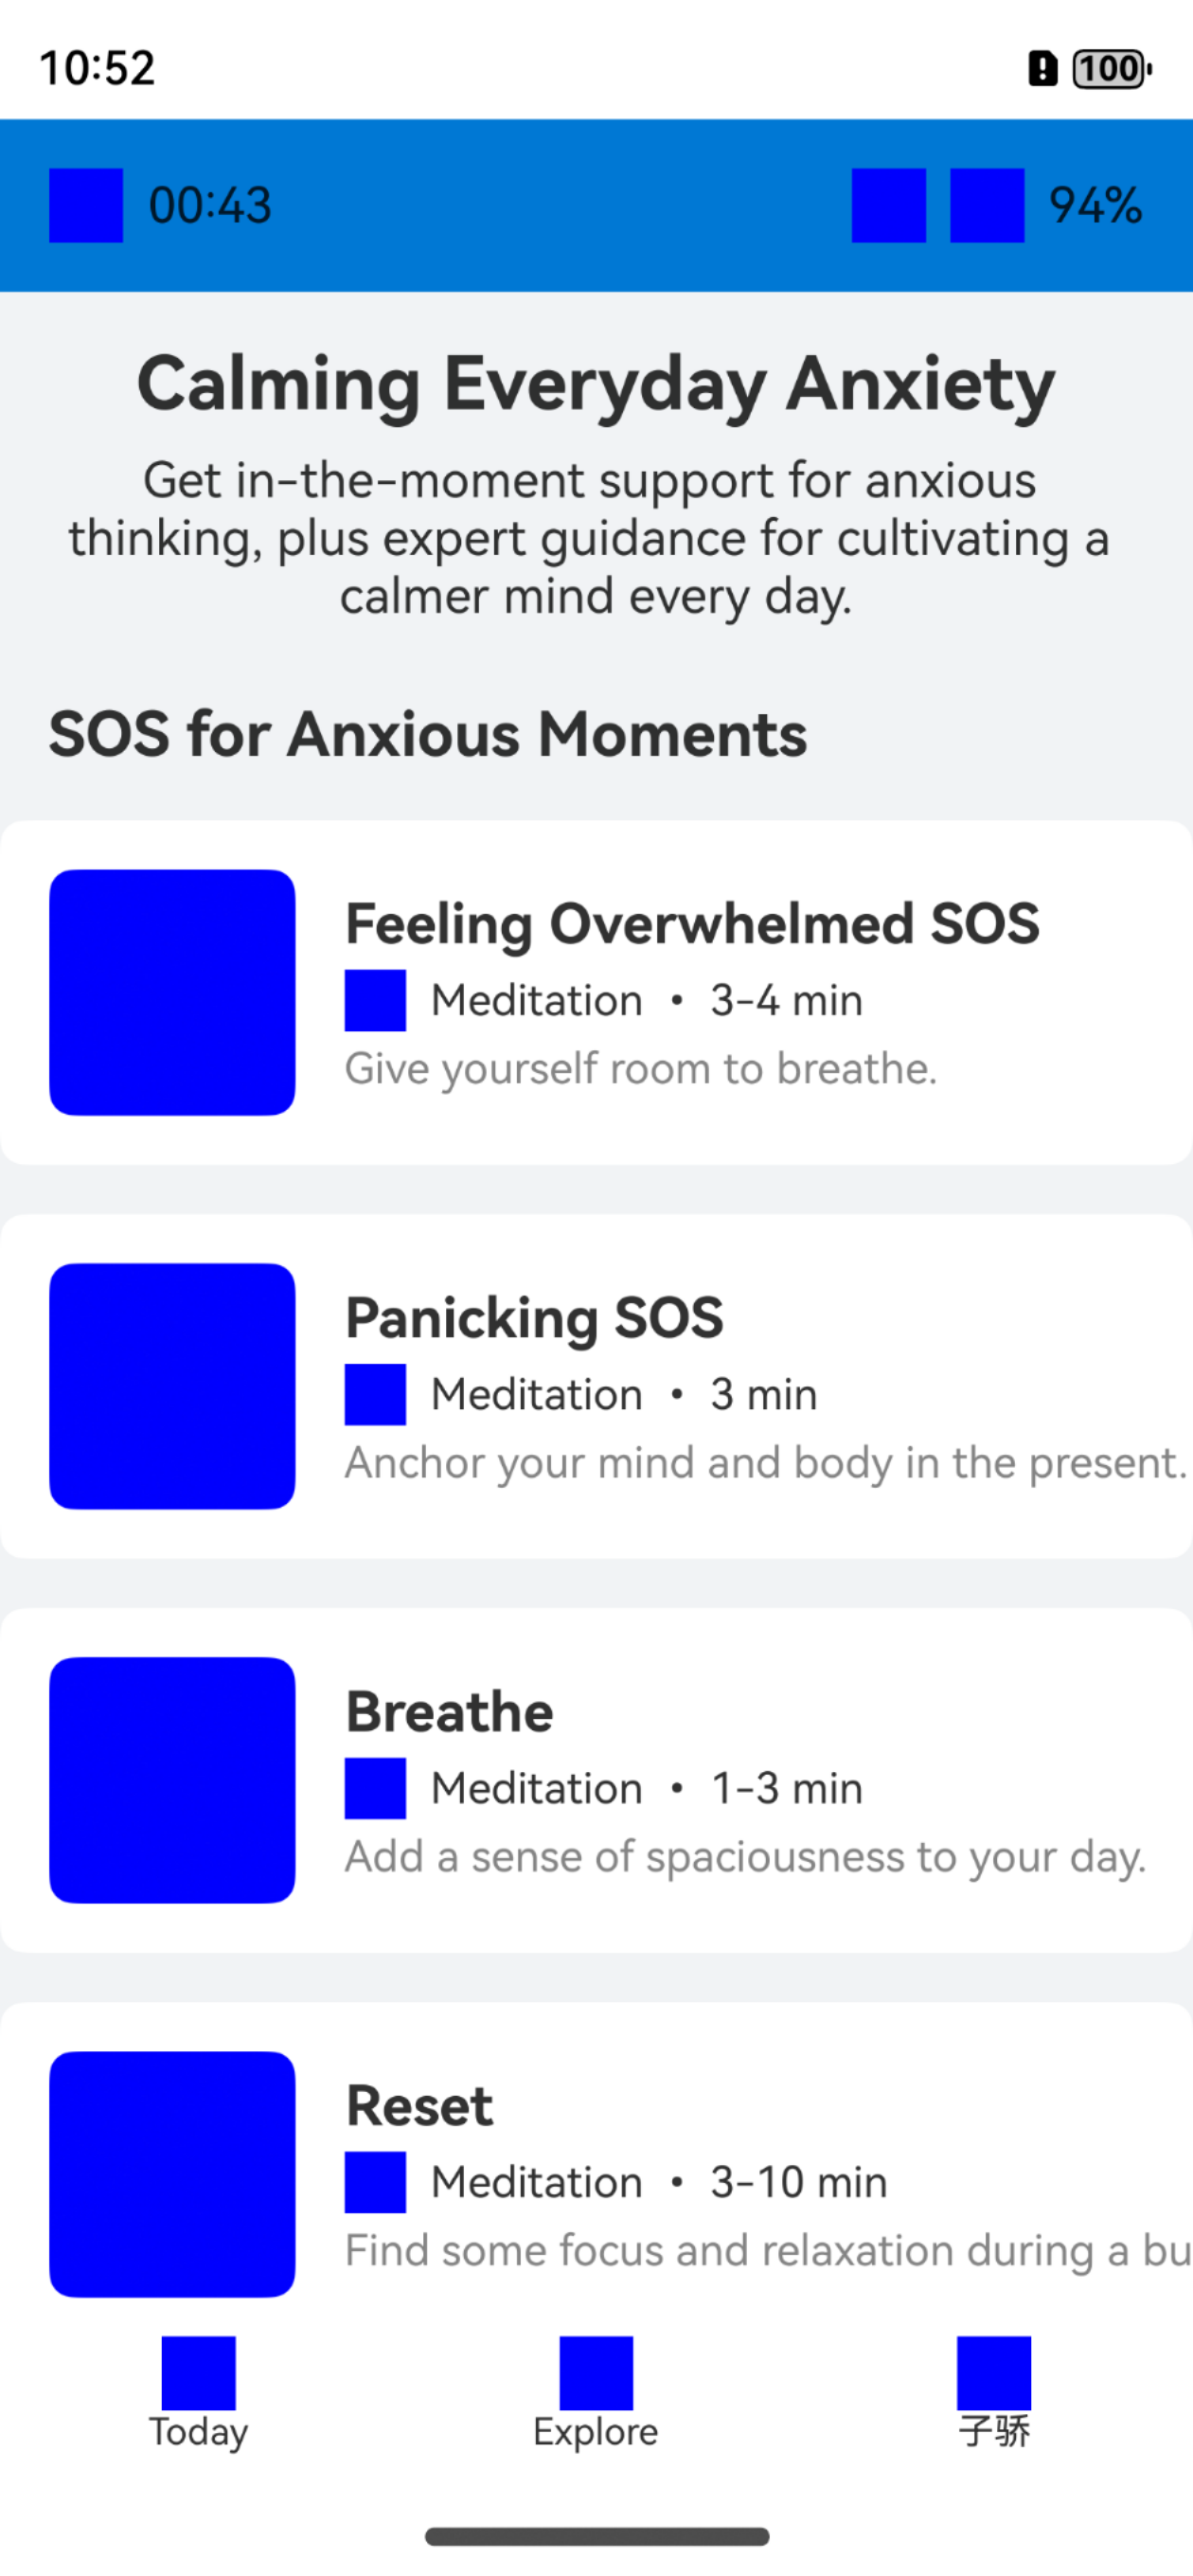 10:52
100
00:43
94%
Calming Everyday Anxiety
Get in-the-moment support for anxious
thinking, plus expert guidance for cultivating a
calmer mind every day.
SOS for Anxious Moments
Feeling Overwhelmed SOS
Meditation • 3-4 min
Give yourself room to breathe.
Panicking SOS
Meditation • 3 min
Anchor your mind and body in the present.
Breathe
Meditation • 1-3 min
Add a sense of spaciousness to your day.
Reset
Meditation • 3-10 min
Find some focus and relaxation during a bu
Today
Explore
子骄